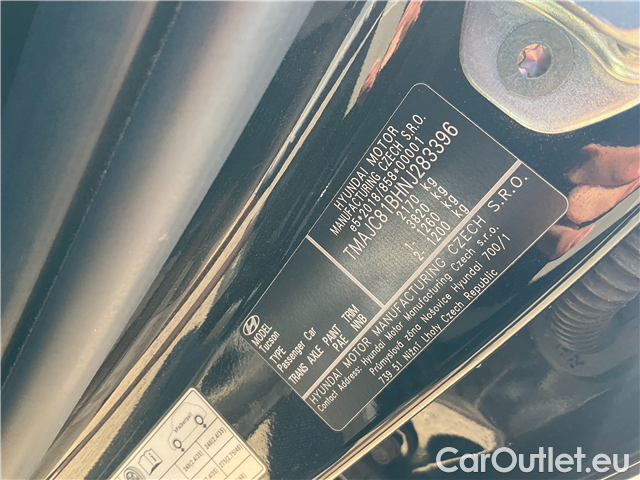 HYUNDAI MOTOR
MANUFACTURING CZECH S.R.O.
e5*2018/858*00001
TMAJC81BHNJ283396
2170 Kg
3820 Kg
1- 1260 Kg
2- 1200 Kg
MODEL
Tucson
TYPE
Passenger Car
TRANS AXLE PAINT TRIM
PAE NNB
HYUNDAI MOTOR MANUFACTURING CZECH S.R.O.
Contact Address: Hyundai Motor Manufacturing Czech s.r.o.
Průmyslová zóna Nošovice Hyundai 700/1
739 51 Nižní Lhoty Czech Republic
CarOutlet.eu